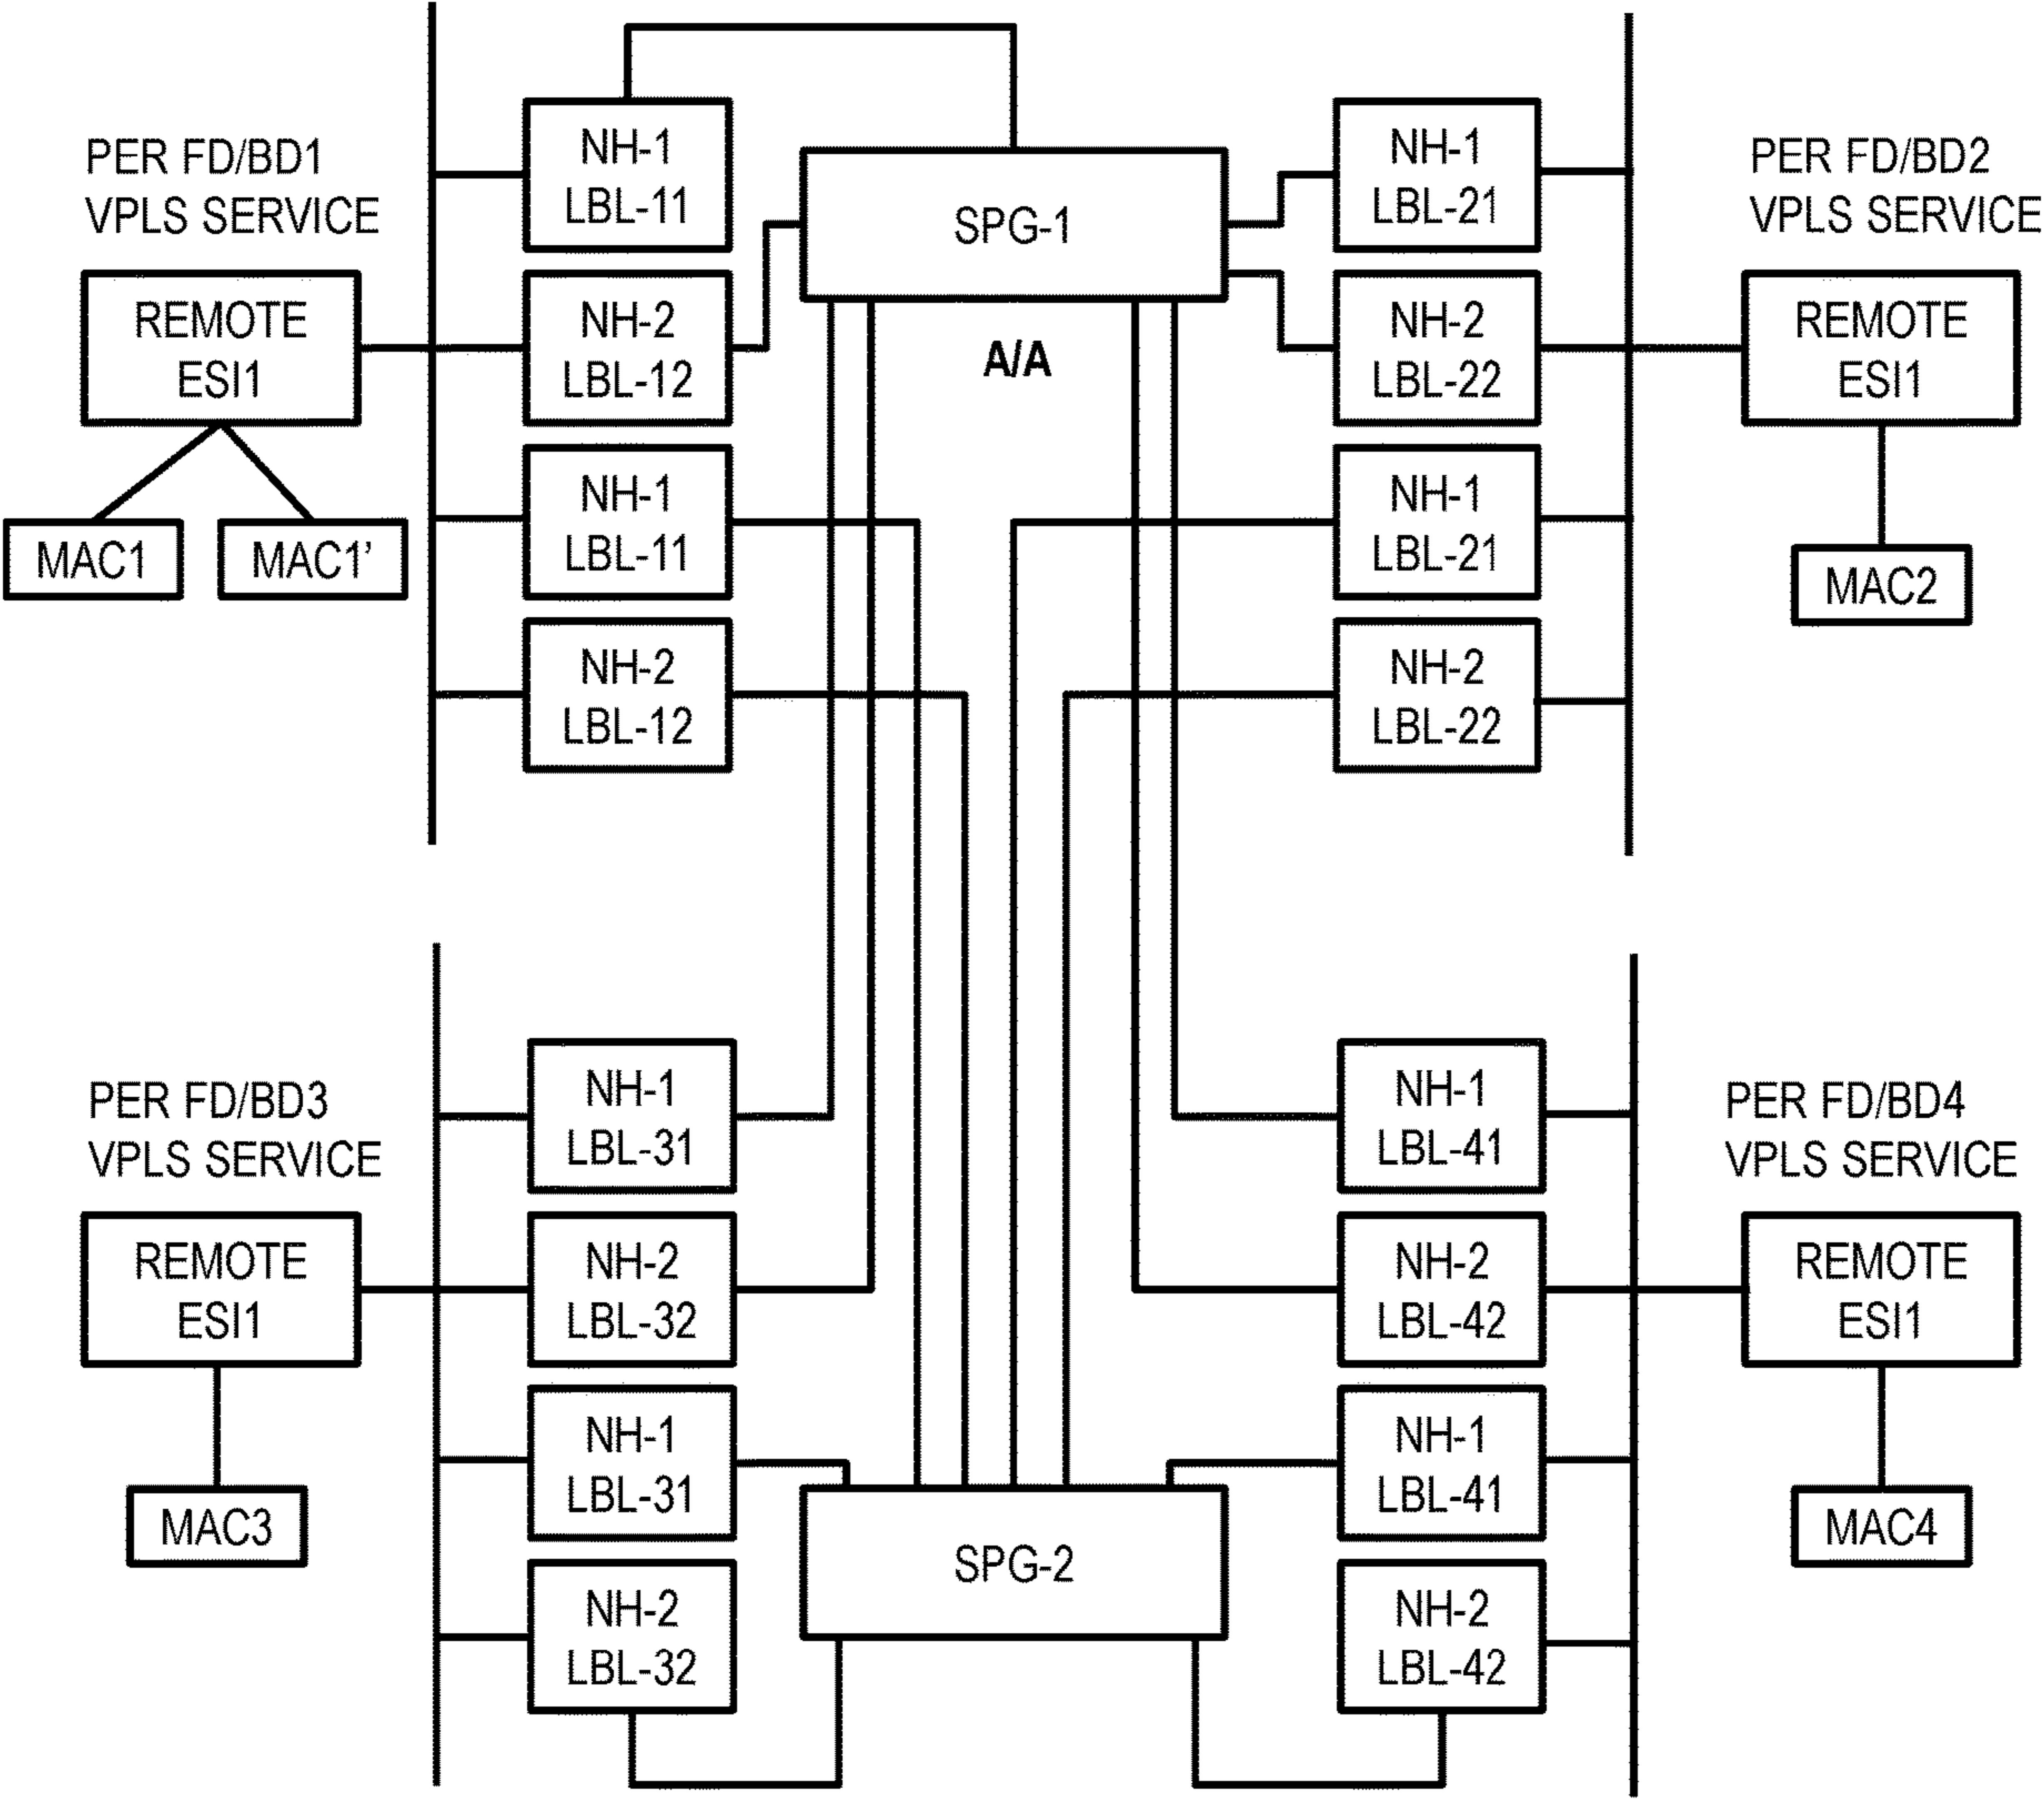 PER FD/BD1
VPLS SERVICE
REMOTE
ESI1
MAC1
MAC1’
NH-1
LBL-11
NH-2
LBL-12
NH-1
LBL-11
NH-2
LBL-12
SPG-1
A/A
NH-1
LBL-21
NH-2
LBL-22
NH-1
LBL-21
NH-2
LBL-22
PER FD/BD2
VPLS SERVICE
REMOTE
ESI1
MAC2
PER FD/BD3
VPLS SERVICE
REMOTE
ESI1
MAC3
NH-1
LBL-31
NH-2
LBL-32
NH-1
LBL-31
NH-2
LBL-32
SPG-2
NH-1
LBL-41
NH-2
LBL-42
NH-1
LBL-41
NH-2
LBL-42
PER FD/BD4
VPLS SERVICE
REMOTE
ESI1
MAC4